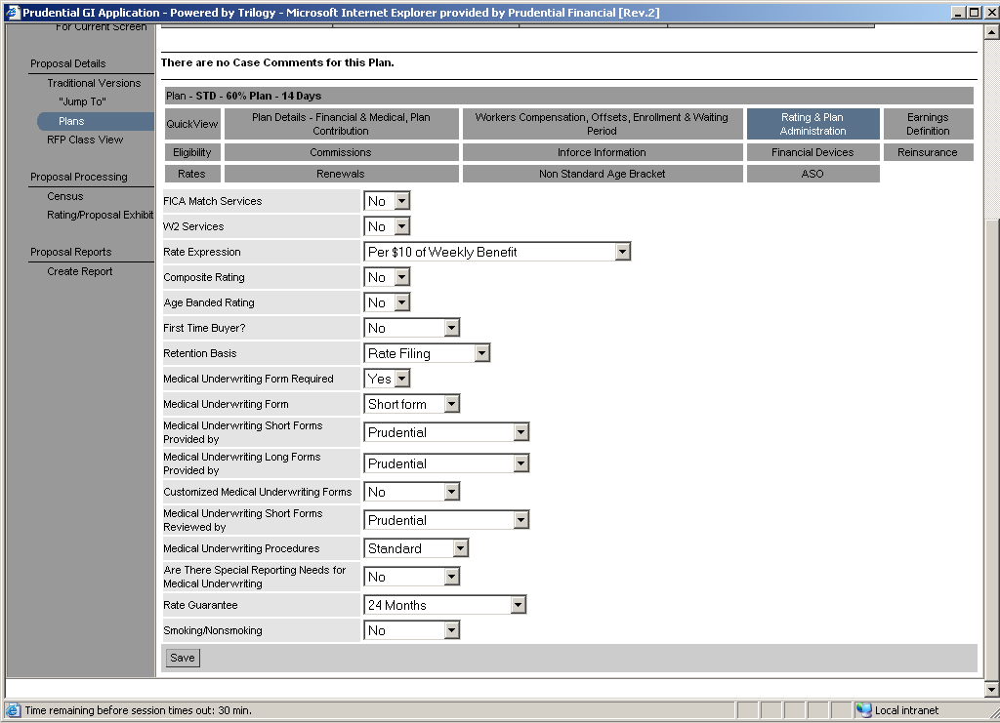 Prudential GI Application - Powered by Trilogy - Microsoft Internet Explorer provided by Prudential Financial [Rev.2]
For Current Screen
Proposal Details
Traditional Versions
"Jump To"
Plans
RFP Class View
Proposal Processing
Census
Rating/Proposal Exhibit
Proposal Reports
Create Report
There are no Case Comments for this Plan.
Plan - STD - 60% Plan - 14 Days
QuickView
Plan Details - Financial & Medical, Plan
Contribution
Workers Compensation, Offsets, Enrollment & Waiting
Period
Rating & Plan
Administration
Earnings
Definition
Eligibility
Commissions
Inforce Information
Financial Devices
Reinsurance
Rates
Renewals
Non Standard Age Bracket
ASO
FICA Match Services No
W2 Services No
Rate Expression Per $10 of Weekly Benefit
Composite Rating No
Age Banded Rating No
First Time Buyer? No
Retention Basis Rate Filing
Medical Underwriting Form Required Yes
Medical Underwriting Form Short form
Medical Underwriting Short Forms
Provided by
Prudential
Medical Underwriting Long Forms
Provided by
Prudential
Customized Medical Underwriting Forms No
Medical Underwriting Short Forms
Reviewed by
Prudential
Medical Underwriting Procedures Standard
Are There Special Reporting Needs for
Medical Underwriting
No
Rate Guarantee 24 Months
Smoking/Nonsmoking No
Save
Time remaining before session times out: 30 min.
Local intranet